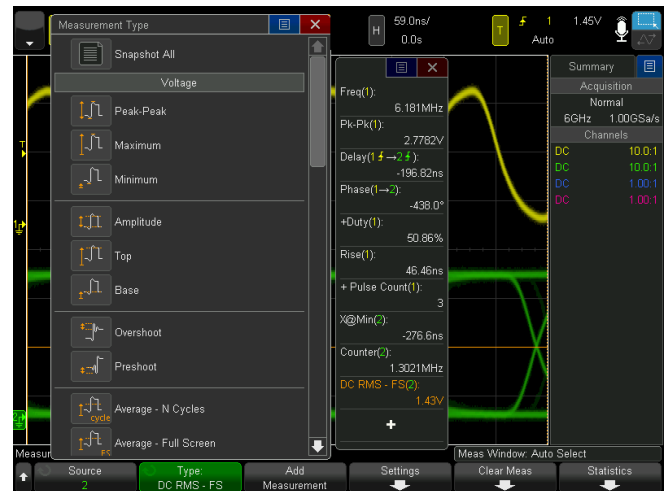 Measurement Type
H
59.0ns/
0.0s
T
1
1.45V
Auto
Snapshot All
Voltage
Peak-Peak
Maximum
Minimum
Amplitude
Top
Base
Overshoot
Preshoot
cycle
Average - N Cycles
FS
Average - Full Screen
Freq(1):
6.181MHz
Pk-Pk(1):
2.7782V
Delay(1→2):
-196.82ns
Phase(1→2):
-438.0°
+Duty(1):
50.86%
Rise(1):
46.46ns
+ Pulse Count(1):
3
X@Min(2):
-276.6ns
Counter(2):
1.3021MHz
DC RMS - FS(2):
1.43V
+
Summary
Acquisition
Normal
6GHz 1.00GSa/s
Channels
DC 10.0:1
DC 10.0:1
DC 1.00:1
DC 1.00:1
T
1
2
Measur
Meas Window: Auto Select
Source
2
Type:
DC RMS - FS
Add
Measurement
Settings
Clear Meas
Statistics